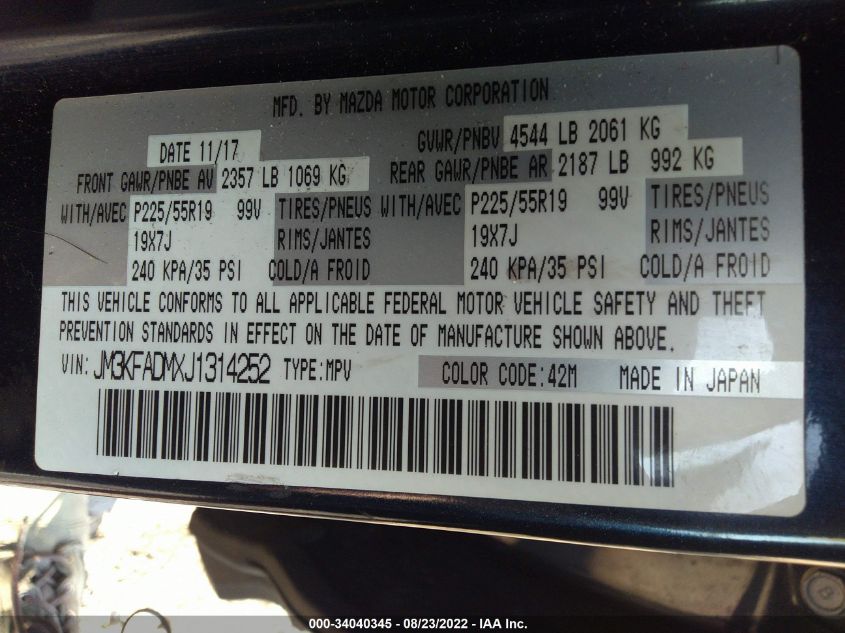 MFD. BY MAZDA MOTOR CORPORATION
DATE 11/17 GVWR/PNBV 4544 LB 2061 KG
FRONT GAWR/PNBE AV 2357 LB 1069 KG REAR GAWR/PNBE AR 2187 LB 992 KG
WITH/AVEC P225/55R19 99V TIRES/PNEUS WITH/AVEC P225/55R19 99V TIRES/PNEUS
19X7J RIMS/JANTES 19X7J RIMS/JANTES
240 KPA/35 PSI COLD/A FROID 240 KPA/35 PSI COLD/A FROID
THIS VEHICLE CONFORMS TO ALL APPLICABLE FEDERAL MOTOR VEHICLE SAFETY AND THEFT
PREVENTION STANDARDS IN EFFECT ON THE DATE OF MANUFACTURE SHOWN ABOVE.
VIN: JM3KFADMXJ1314252 TYPE:MPV COLOR CODE:42M MADE IN JAPAN
000-34040345 - 08/23/2022 - IAA Inc.